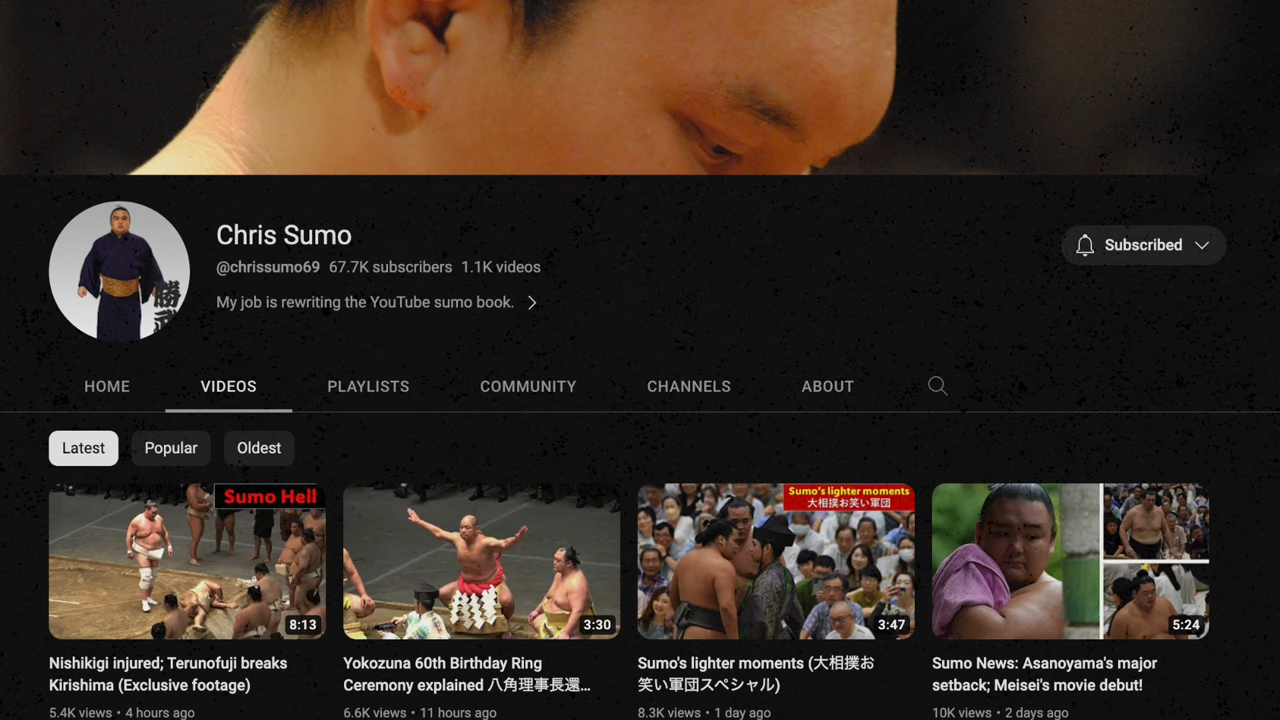 Chris Sumo
@chrissumo69 67.7K subscribers 1.1K videos
Subscribed
My job is rewriting the YouTube sumo book.
HOME VIDEOS PLAYLISTS COMMUNITY CHANNELS ABOUT
Latest Popular Oldest
Sumo Hell
8:13
3:30
Sumo's lighter moments
大相撲お笑い軍団
3:47
5:24
Nishikigi injured; Terunofuji breaks
Kirishima (Exclusive footage)
5.4K views • 4 hours ago
Yokozuna 60th Birthday Ring
Ceremony explained 八角理事長還...
6.6K views • 11 hours ago
Sumo's lighter moments (大相撲お
笑い軍団スペシャル)
8.3K views • 1 day ago
Sumo News: Asanoyama's major
setback; Meisei's movie debut!
10K views • 2 days ago